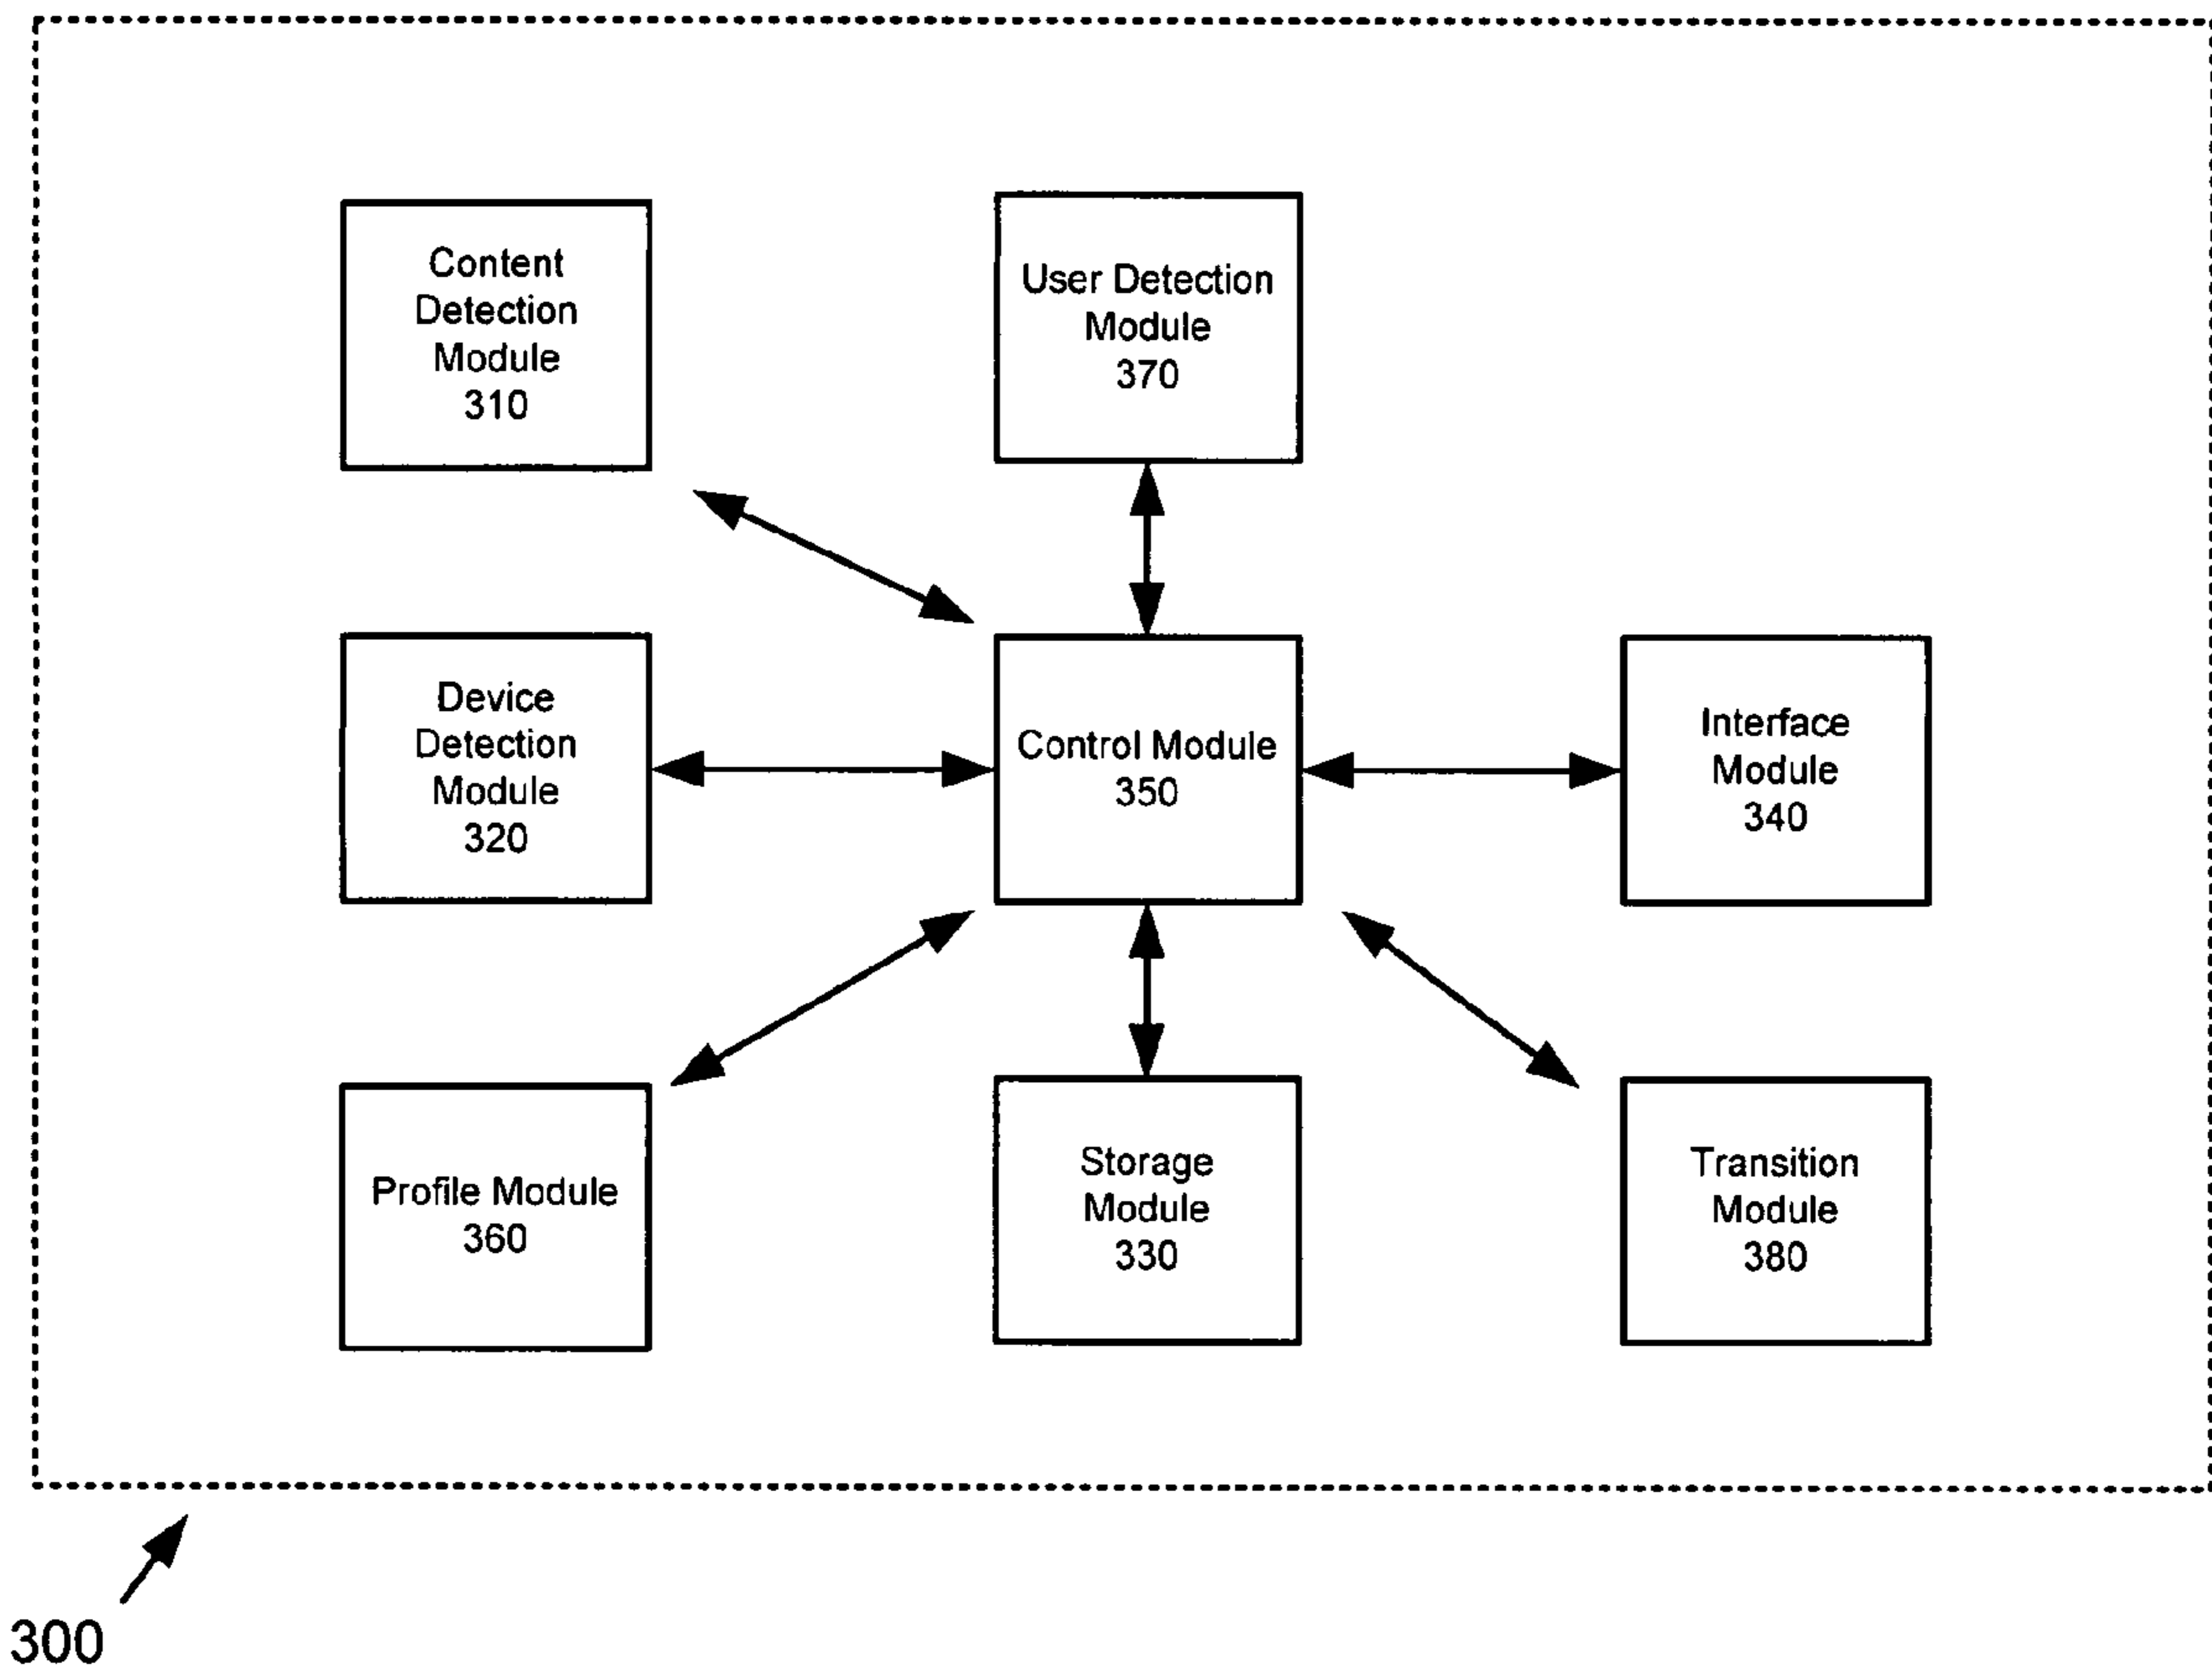 Content
Detection
Module
310
User Detection
Module
370
Device
Detection
Module
320
Control Module
350
Interface
Module
340
Profile Module
360
Storage
Module
330
Transition
Module
380
300